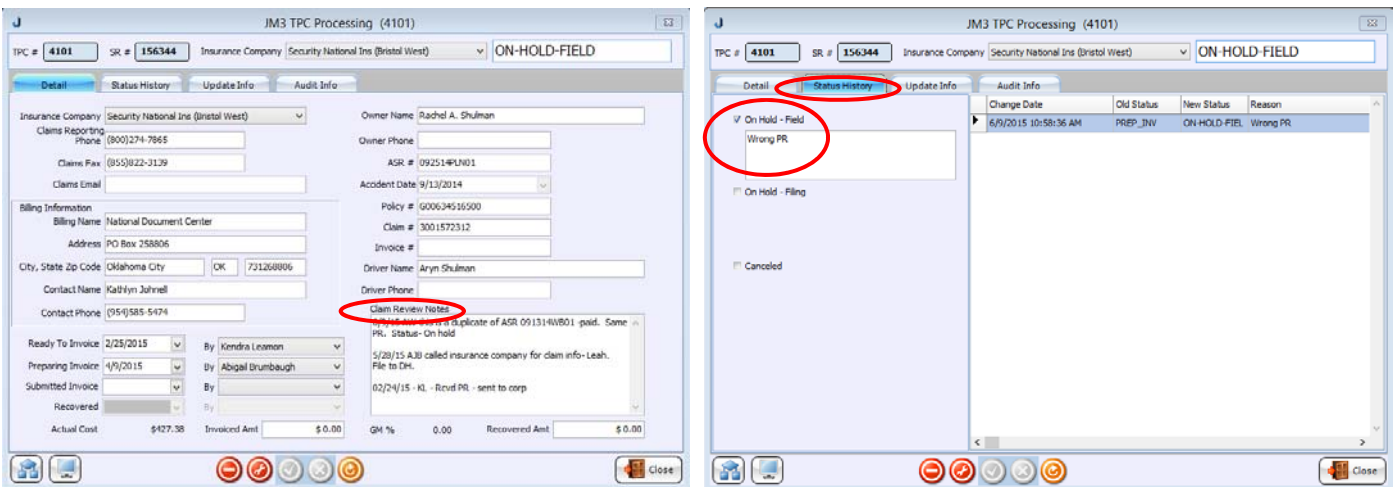 JM3 TPC Processing (4101)
TPC # 4101 SR # 156344 Insurance Company Security National Ins (Bristol West) ON-HOLD-FIELD
Detail Status History Update Info Audit Info
Insurance Company Security National Ins (Bristol West)
Claims Reporting
Phone (800)274-7865
Claims Fax (855)822-3139
Claims Email
Billing Information
Billing Name National Document Center
Address PO Box 258806
City, State Zip Code Oklahoma City OK 731268806
Contact Name Kathlyn Johnell
Contact Phone (954)585-5474
Ready To Invoice 2/25/2015 By Kendra Leamon
Preparing Invoice 4/9/2015 By Abigail Brumbaugh
Submitted Invoice By
Recovered By
Actual Cost $427.38 Invoiced Amt $0.00
Owner Name Rachel A. Shulman
Owner Phone
ASR # 092514PLN01
Accident Date 9/13/2014
Policy # G00634516500
Claim # 3001572312
Invoice #
Driver Name Aryn Shulman
Driver Phone
Claim Review Notes
is a duplicate of ASR 091314WB01 -paid. Same
PR. Status- On hold
5/28/15 AJB called insurance company for claim info- Leah.
File to DH.
02/24/15 - KL - Rcvd PR - sent to corp
GM % 0.00 Recovered Amt $0.00
Close
JM3 TPC Processing (4101)
TPC # 4101 SR # 156344 Insurance Company Security National Ins (Bristol West) ON-HOLD-FIELD
Detail Status History Update Info Audit Info
On Hold - Field
Wrong PR
On Hold - Filing
Canceled
Change Date Old Status New Status Reason
6/9/2015 10:58:36 AM PREP_INV ON-HOLD-FIEL Wrong PR
Close